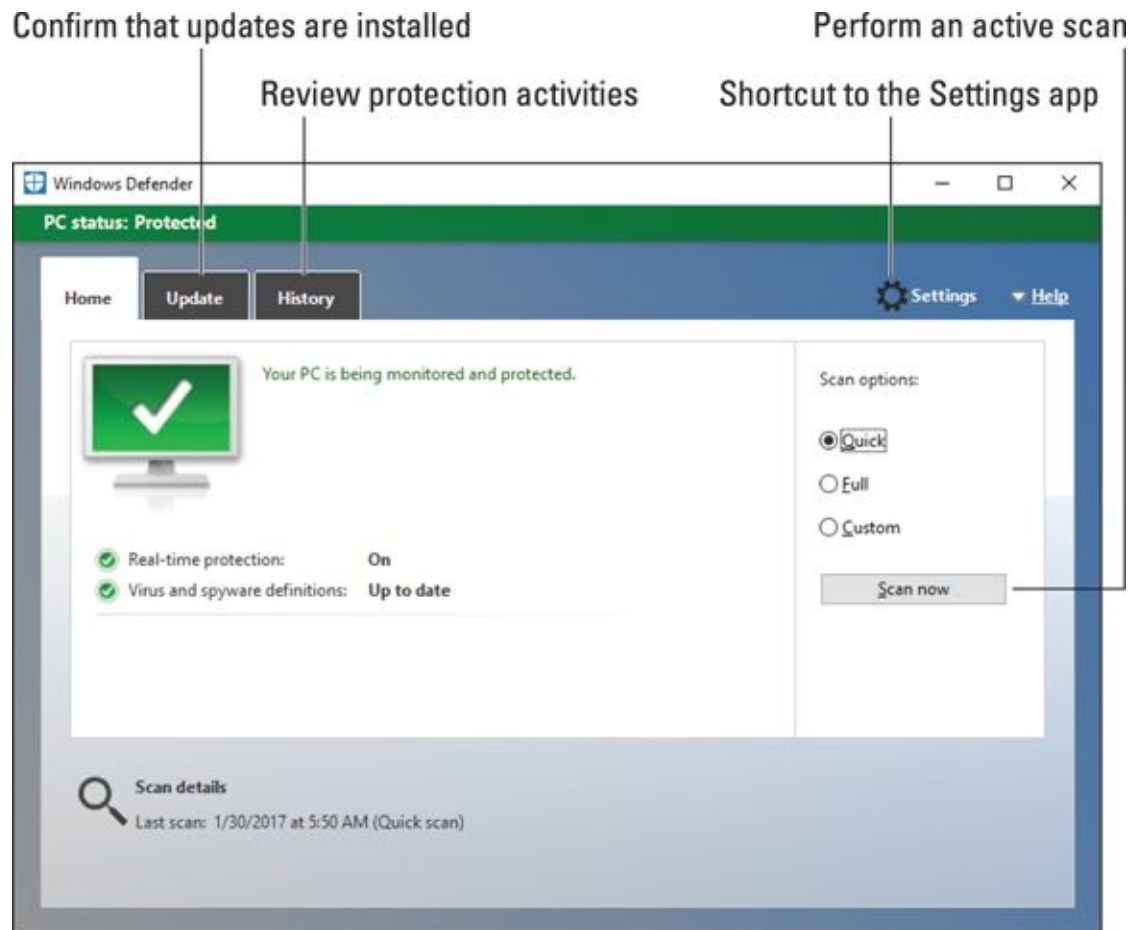 Confirm that updates are installed
Perform an active scan
Review protection activities
Shortcut to the Settings app
Windows Defender
PC status: Protected
Home
Update
History
Settings
Help
Your PC is being monitored and protected.
Scan options:
Quick
Full
Custom
Real-time protection: On
Virus and spyware definitions: Up to date
Scan now
Scan details
Last scan: 1/30/2017 at 5:50 AM (Quick scan)